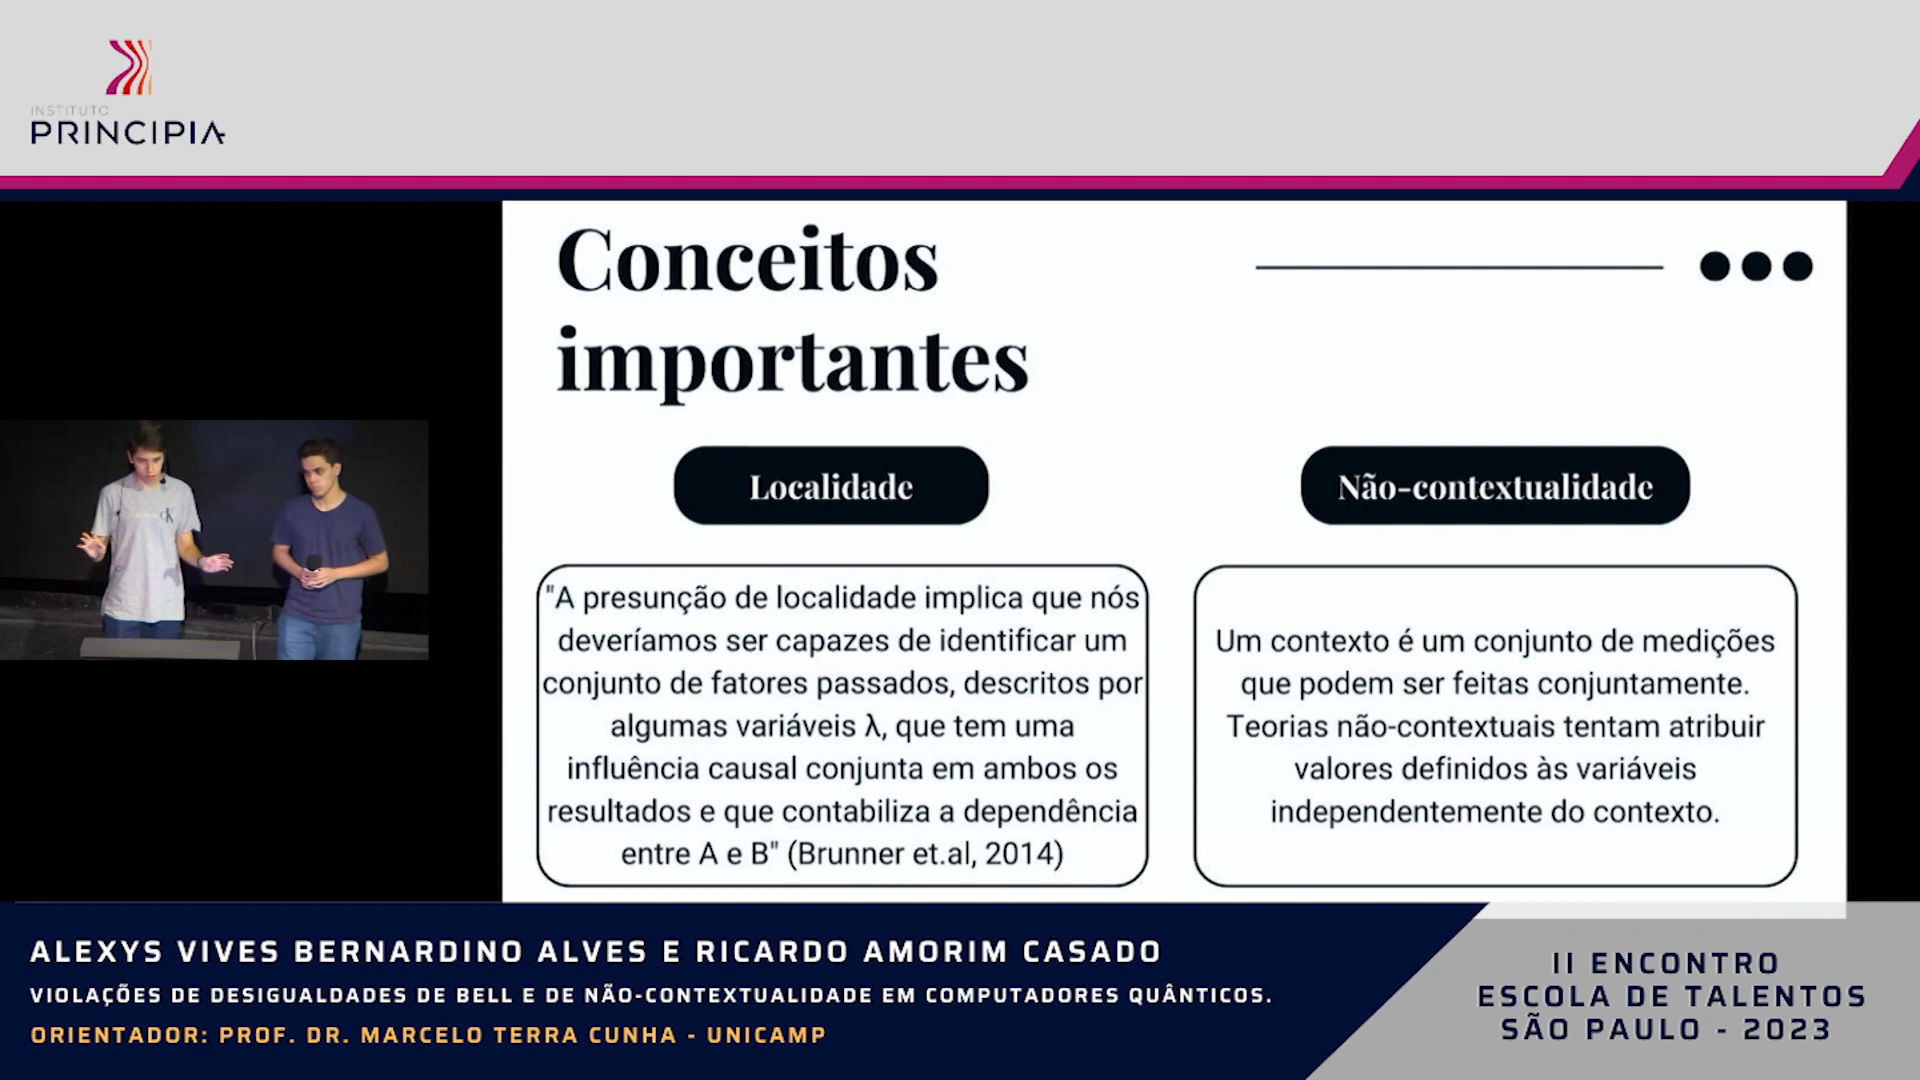 INSTITUTO
PRINCIPIA
Conceitos
importantes
Localidade
Não-contextualidade
"A presunção de localidade implica que nós
deveríamos ser capazes de identificar um
conjunto de fatores passados, descritos por
algumas variáveis λ, que tem uma
influência causal conjunta em ambos os
resultados e que contabiliza a dependência
entre A e B" (Brunner et.al, 2014)
Um contexto é um conjunto de medições
que podem ser feitas conjuntamente.
Teorias não-contextuais tentam atribuir
valores definidos às variáveis
independentemente do contexto.
ALEXYS VIVES BERNARDINO ALVES E RICARDO AMORIM CASADO
VIOLAÇÕES DE DESIGUALDADES DE BELL E DE NÃO-CONTEXTUALIDADE EM COMPUTADORES QUÂNTICOS.
ORIENTADOR: PROF. DR. MARCELO TERRA CUNHA - UNICAMP
II ENCONTRO
ESCOLA DE TALENTOS
SÃO PAULO - 2023